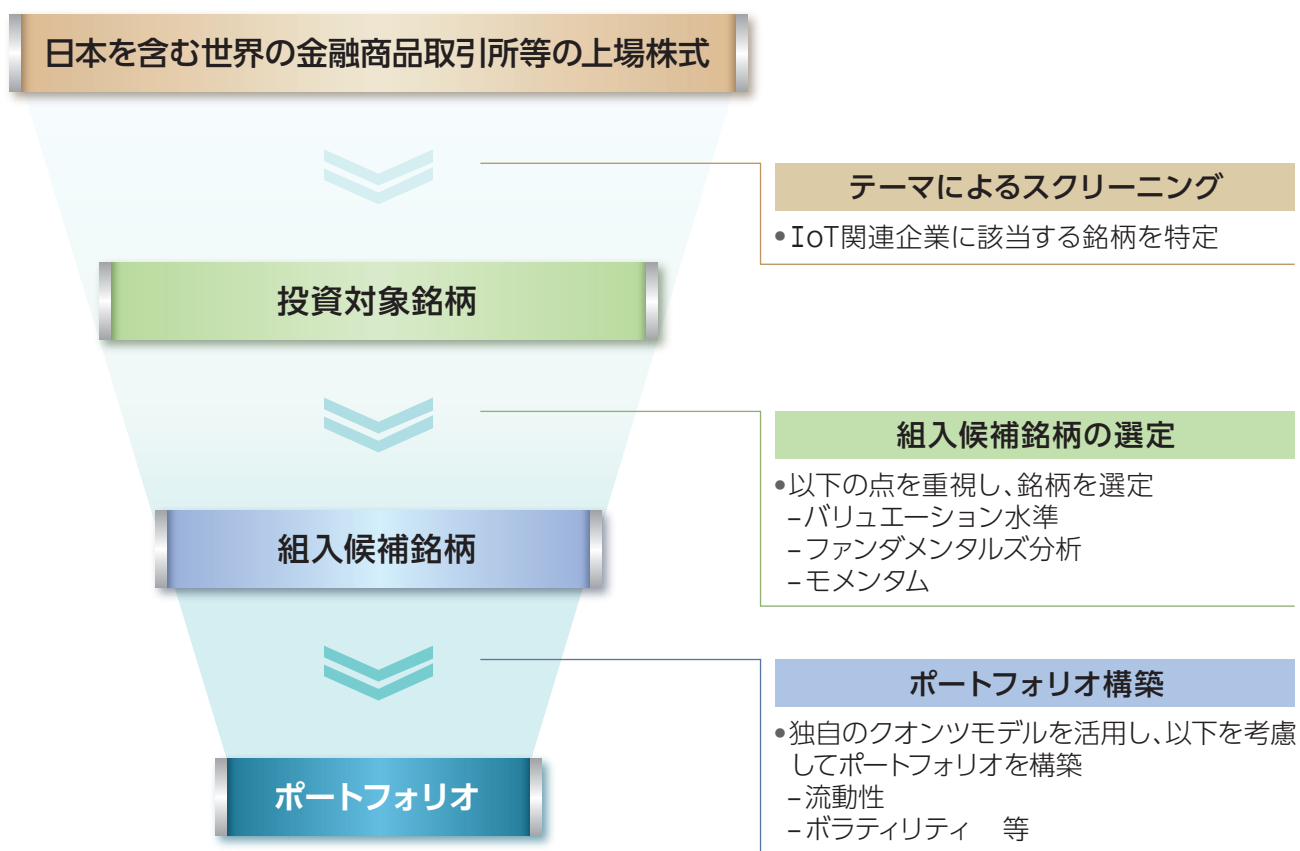 日本を含む世界の金融商品取引所等の上場株式
テーマによるスクリーニング
•IoT関連企業に該当する銘柄を特定
投資対象銘柄
組入候補銘柄の選定
•以下の点を重視し、銘柄を選定
–バリュエーション水準
–ファンダメンタルズ分析
–モメンタム
組入候補銘柄
ポートフォリオ構築
•独自のクオンツモデルを活用し、以下を考慮
してポートフォリオを構築
–流動性
–ボラティリティ　等
ポートフォリオ